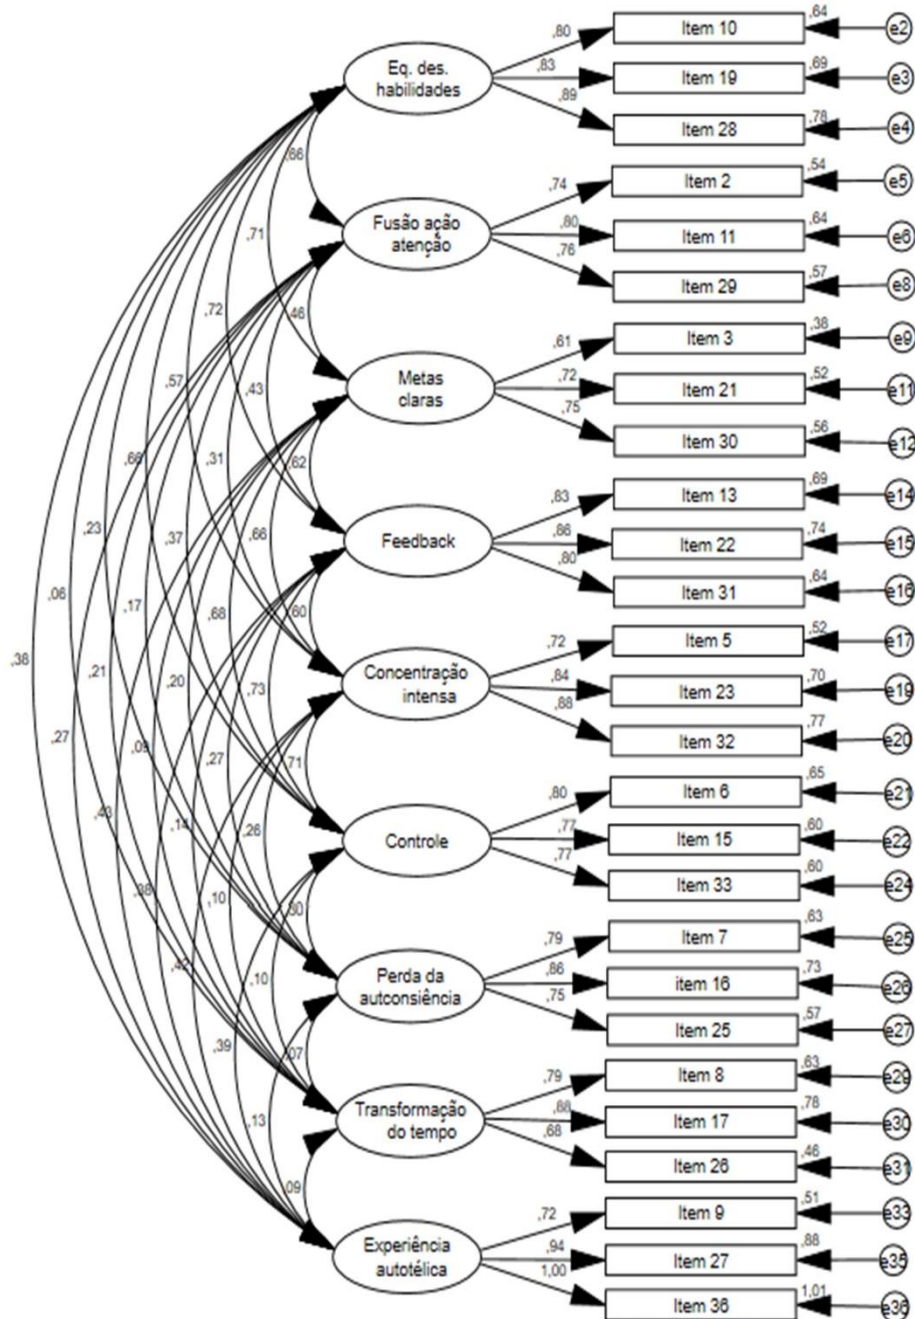 ,80
Item 10
,64
e2
Eq. des.
habilidades
,83
Item 19
,69
e3
,89
Item 28
,78
e4
,66
,74
Item 2
,54
e5
Fusão ação
atenção
,80
Item 11
,64
e6
,76
Item 29
,57
e8
,71
,72
,46
,61
Item 3
,38
e9
Metas
claras
,72
Item 21
,52
e11
,75
Item 30
,56
e12
,57
,43
,62
,83
Item 13
,69
e14
Feedback
,86
Item 22
,74
e15
,80
Item 31
,64
e16
,66
,31
,66
,60
,72
Item 5
,52
e17
Concentração
intensa
,84
Item 23
,70
e19
,88
Item 32
,77
e20
,23
,37
,68
,73
,71
,80
Item 6
,65
e21
Controle
,77
Item 15
,60
e22
,77
Item 33
,60
e24
,06
,17
,20
,27
,26
,30
,79
Item 7
,63
e25
Perda da
autconsiência
,86
item 16
,73
e26
,75
Item 25
,57
e27
,38
,27
,21
,09
,14
,10
,10
,07
,79
Item 8
,63
e29
Transformação
do tempo
,88
Item 17
,78
e30
,68
Item 26
,46
e31
,43
,38
,42
,39
,13
,09
,72
Item 9
,51
e33
Experiência
autotélica
,94
Item 27
,88
e35
1,00
Item 36
1,01
e36